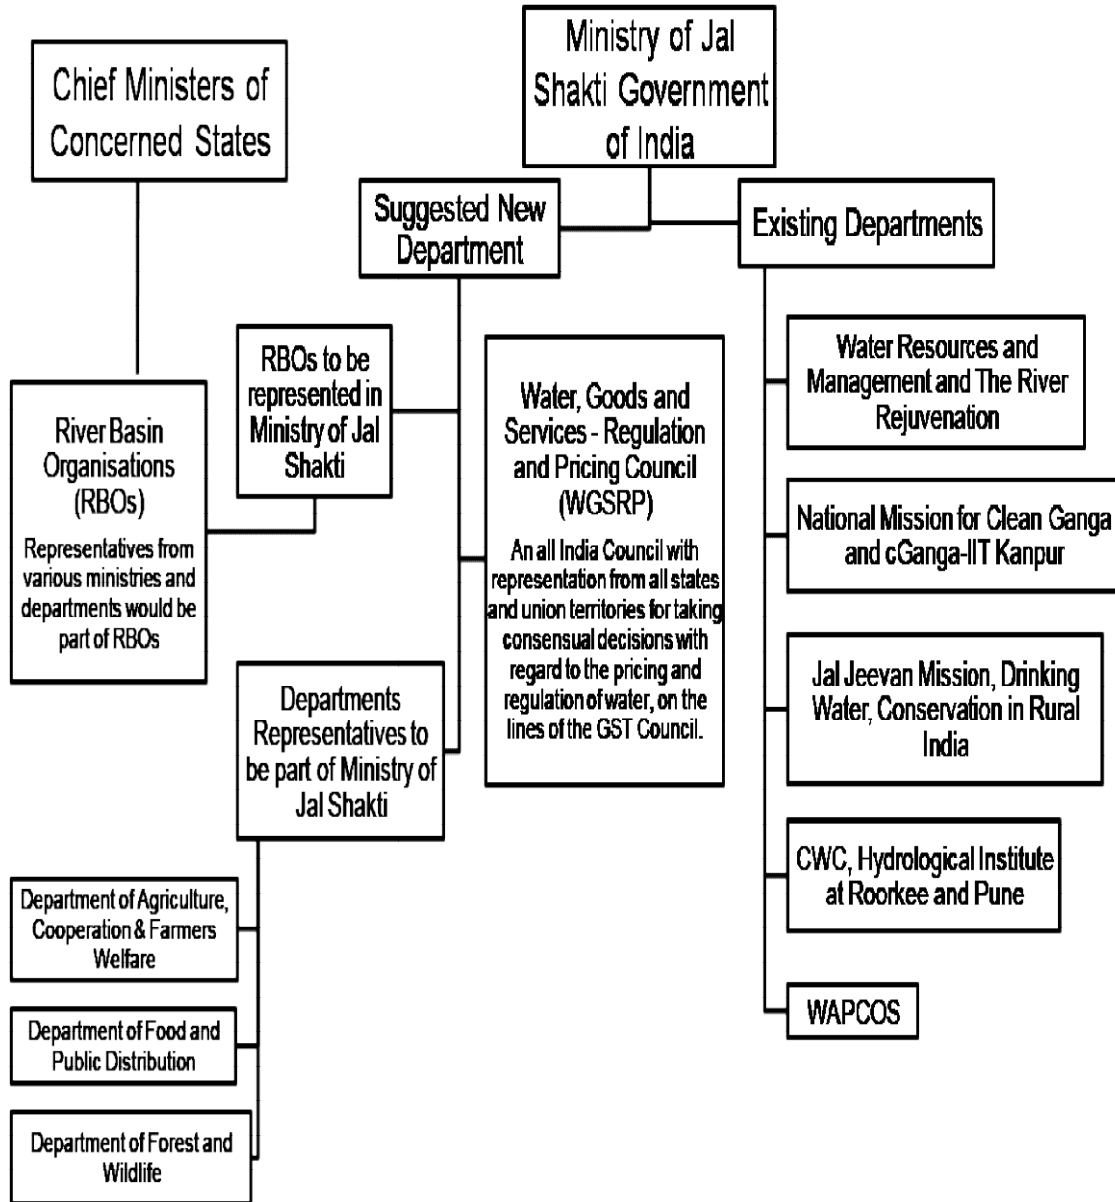 Chief Ministers of
Concerned States
Ministry of Jal
Shakti Government
of India
Suggested New
Department
Existing Departments
RBOs to be
represented in
Ministry of Jal
Shakti
River Basin
Organisations
(RBOs)
Representatives from
various ministries and
departments would be
part of RBOs
Water, Goods and
Services - Regulation
and Pricing Council
(WGSRP)
An all India Council with
representation from all states
and union territories for taking
consensual decisions with
regard to the pricing and
regulation of water, on the
lines of the GST Council.
Departments
Representatives to
be part of Ministry of
Jal Shakti
Department of Agriculture,
Cooperation & Farmers
Welfare
Department of Food and
Public Distribution
Department of Forest and
Wildlife
Water Resources and
Management and The River
Rejuvenation
National Mission for Clean Ganga
and cGanga-IIT Kanpur
Jal Jeevan Mission, Drinking
Water, Conservation in Rural
India
CWC, Hydrological Institute
at Roorkee and Pune
WAPCOS